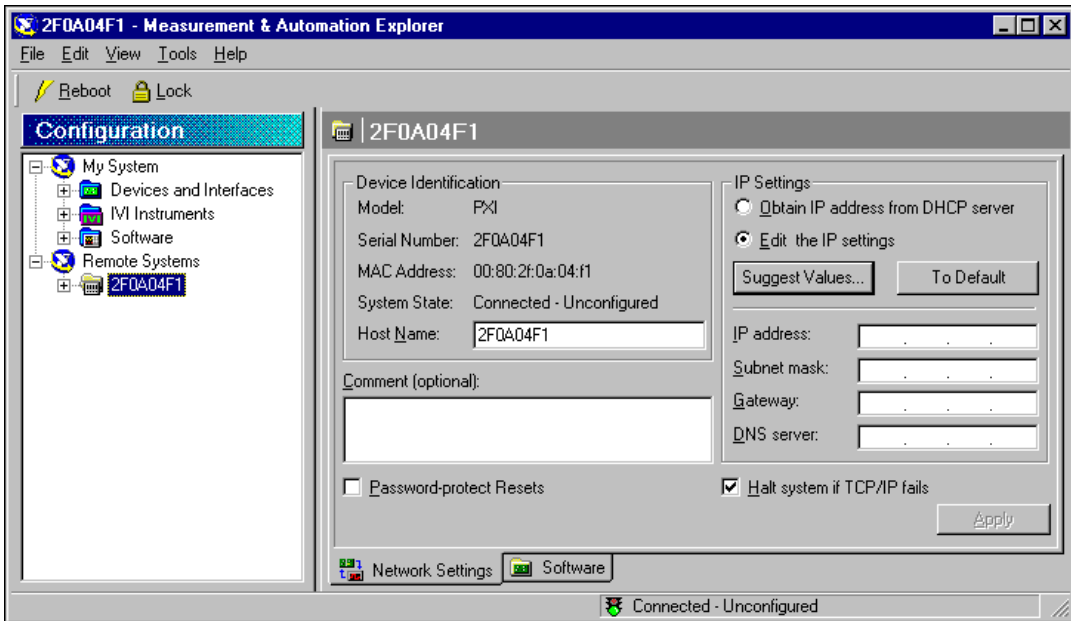 2F0A04F1 - Measurement & Automation Explorer
File Edit View Tools Help
Reboot Lock
Configuration
My System
Devices and Interfaces
IVI Instruments
Software
Remote Systems
2F0A04F1
2F0A04F1
Device Identification
Model: PXI
Serial Number: 2F0A04F1
MAC Address: 00:80:2f:0a:04:f1
System State: Connected - Unconfigured
Host Name: 2F0A04F1
Comment (optional):
Password-protect Resets
IP Settings
Obtain IP address from DHCP server
Edit the IP settings
Suggest Values... To Default
IP address: . . .
Subnet mask: . . .
Gateway: . . .
DNS server: . . .
Halt system if TCP/IP fails
Apply
Network Settings Software
Connected - Unconfigured